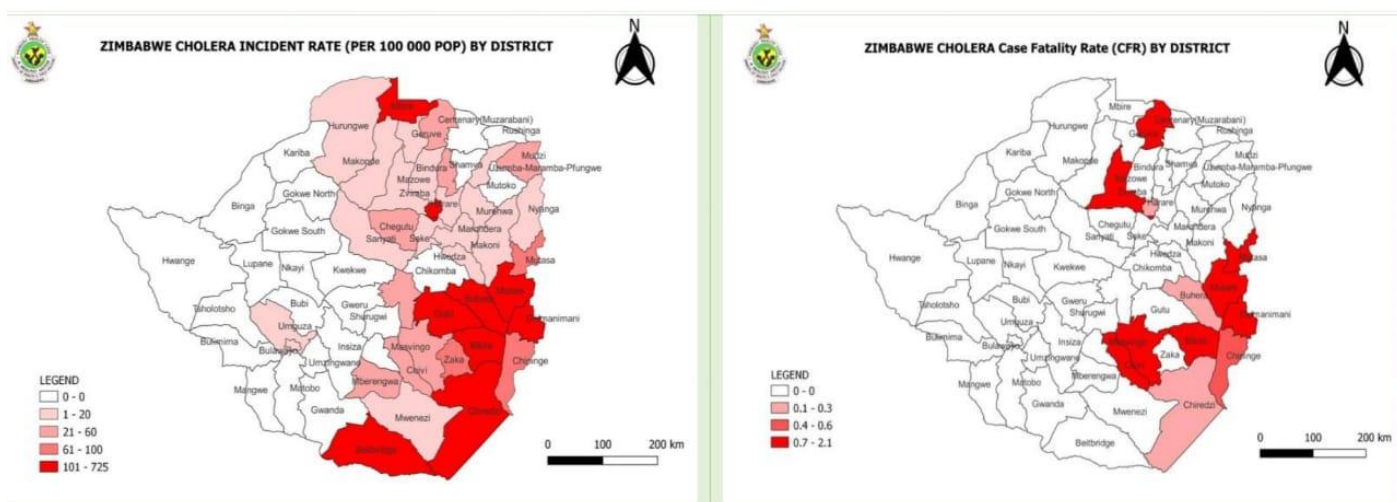 ZIMBABWE CHOLERA INCIDENT RATE (PER 100 000 POP) BY DISTRICT
N
Mbire
Centenary(Muzarabani)
Rushinga
Hurungwe
Guruve
Kariba
Makonde
Bindura
Shamva
Mudzi
Uzumba-Maramba-Pfungwe
Mazowe
Mutoko
Gokwe North
Zvimba
Harare
Binga
Murehwa
Nyanga
Chegutu
Marondera
Gokwe South
Sanyati
Seke
Makoni
Hwange
Lupane
Nkayi
Kwekwe
Hwedza
Chikomba
Mutasa
Tsholotsho
Bubi
Gweru
Shurugwi
Gutu
Buhera
Mutare
Chimanimani
Umguza
Bulilima
Bulawayo
Insiza
Umzingwane
Masvingo
Bikita
Zaka
Chivi
Chipinge
Mangwe
Matobo
Mberengwa
Gwanda
Mwenezi
Chiredzi
Beitbridge
LEGEND
0 - 0
1 - 20
21 - 60
61 - 100
101 - 725
0 100 200 km
ZIMBABWE CHOLERA Case Fatality Rate (CFR) BY DISTRICT
N
Mbire
Centenary(Muzarabani)
Rushinga
Hurungwe
Guruve
Kariba
Makonde
Bindura
Shamva
Mudzi
Uzumba-Maramba-Pfungwe
Mazowe
Mutoko
Gokwe North
Harare
Binga
Murehwa
Nyanga
Chegutu
Marondera
Gokwe South
Sanyati
Seke
Makoni
Hwange
Lupane
Nkayi
Kwekwe
Hwedza
Chikomba
Mutasa
Tsholotsho
Bubi
Gweru
Shurugwi
Gutu
Buhera
Mutare
Chimanimani
Umguza
Bulilima
Bulawayo
Insiza
Umzingwane
Masvingo
Bikita
Zaka
Chivi
Chipinge
Mangwe
Matobo
Mberengwa
Gwanda
Mwenezi
Chiredzi
Beitbridge
LEGEND
0 - 0
0.1 - 0.3
0.4 - 0.6
0.7 - 2.1
0 100 200 km